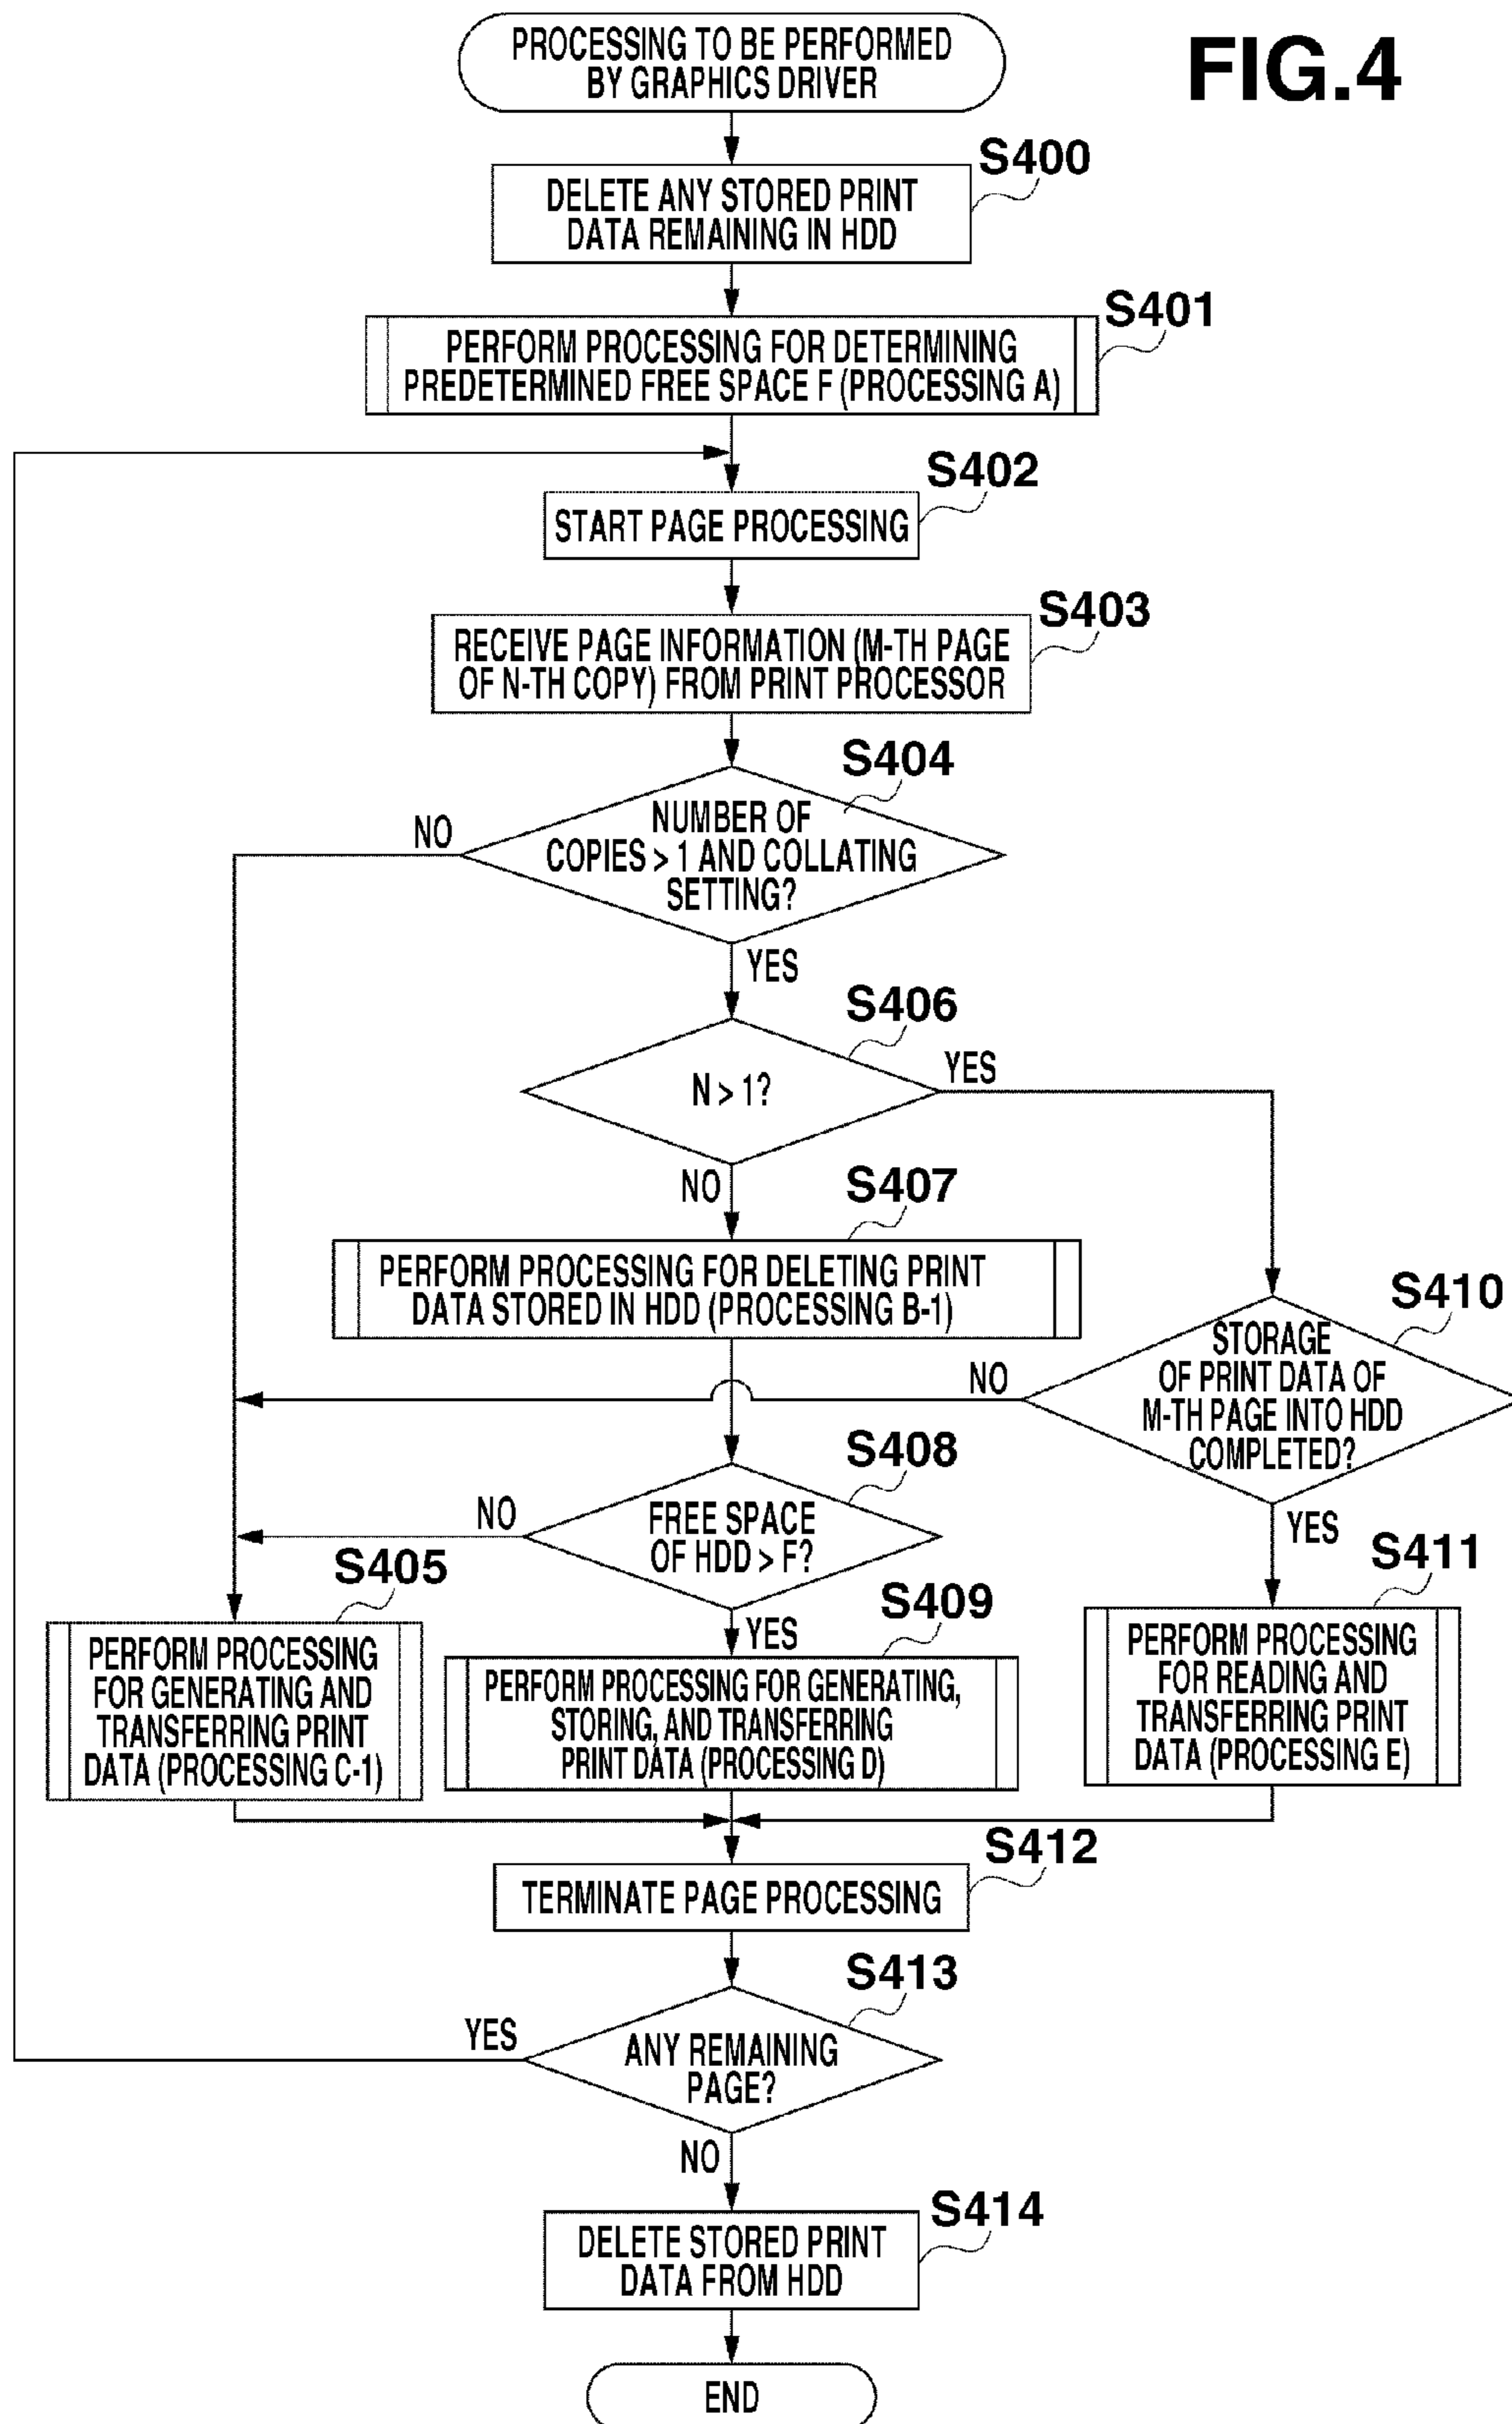 PROCESSING TO BE PERFORMED
BY GRAPHICS DRIVER
FIG.4
S400
DELETE ANY STORED PRINT
DATA REMAINING IN HDD
S401
PERFORM PROCESSING FOR DETERMINING
PREDETERMINED FREE SPACE F (PROCESSING A)
S402
START PAGE PROCESSING
S403
RECEIVE PAGE INFORMATION (M-TH PAGE
OF N-TH COPY) FROM PRINT PROCESSOR
S404
NUMBER OF
COPIES > 1 AND COLLATING
SETTING?
NO
YES
S406
N > 1?
YES
NO
S407
PERFORM PROCESSING FOR DELETING PRINT
DATA STORED IN HDD (PROCESSING B-1)
S410
STORAGE
OF PRINT DATA OF
M-TH PAGE INTO HDD
COMPLETED?
NO
YES
S408
FREE SPACE
OF HDD > F?
NO
YES
S405
PERFORM PROCESSING
FOR GENERATING AND
TRANSFERRING PRINT
DATA (PROCESSING C-1)
S409
PERFORM PROCESSING FOR GENERATING,
STORING, AND TRANSFERRING
PRINT DATA (PROCESSING D)
S411
PERFORM PROCESSING
FOR READING AND
TRANSFERRING PRINT
DATA (PROCESSING E)
S412
TERMINATE PAGE PROCESSING
S413
ANY REMAINING
PAGE?
YES
NO
S414
DELETE STORED PRINT
DATA FROM HDD
END